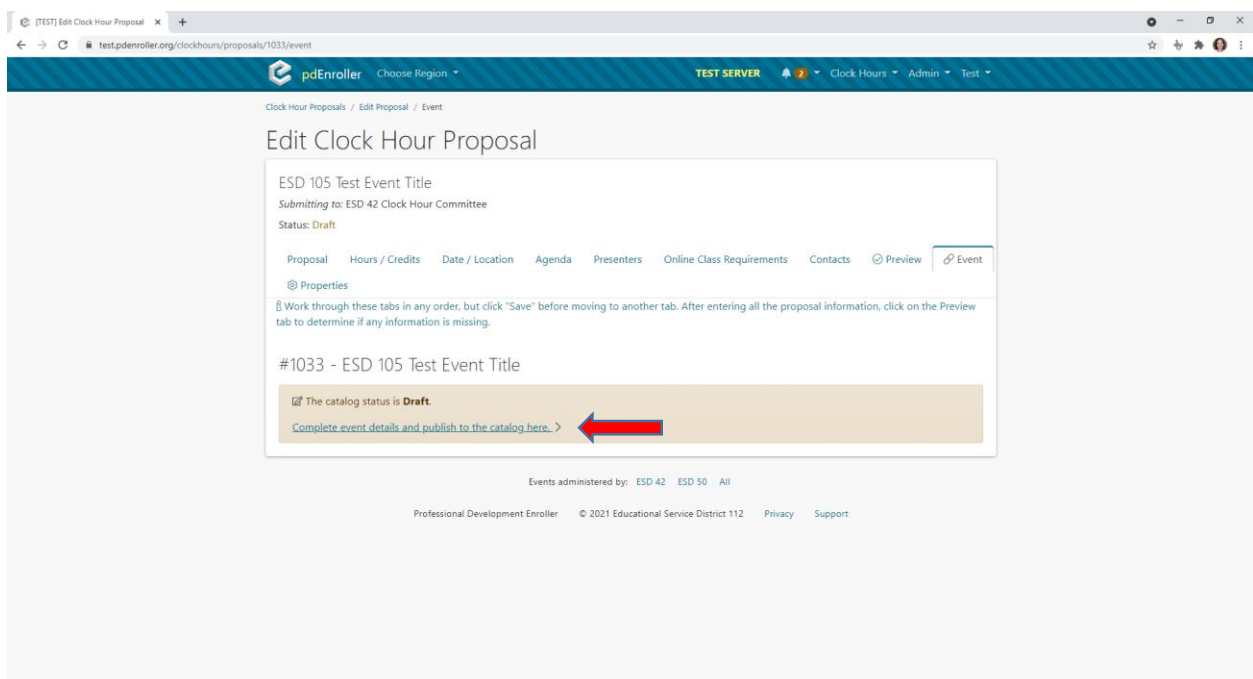 [TEST] Edit Clock Hour Proposal
test.pdenroller.org/clockhours/proposals/1033/event
pdEnroller Choose Region TEST SERVER 2 Clock Hours Admin Test
Clock Hour Proposals / Edit Proposal / Event
Edit Clock Hour Proposal
ESD 105 Test Event Title
Submitting to: ESD 42 Clock Hour Committee
Status: Draft
Proposal Hours / Credits Date / Location Agenda Presenters Online Class Requirements Contacts Preview Event
Properties
Work through these tabs in any order, but click "Save" before moving to another tab. After entering all the proposal information, click on the Preview
tab to determine if any information is missing.
#1033 - ESD 105 Test Event Title
The catalog status is Draft.
Complete event details and publish to the catalog here.
Events administered by: ESD 42 ESD 50 All
Professional Development Enroller © 2021 Educational Service District 112 Privacy Support